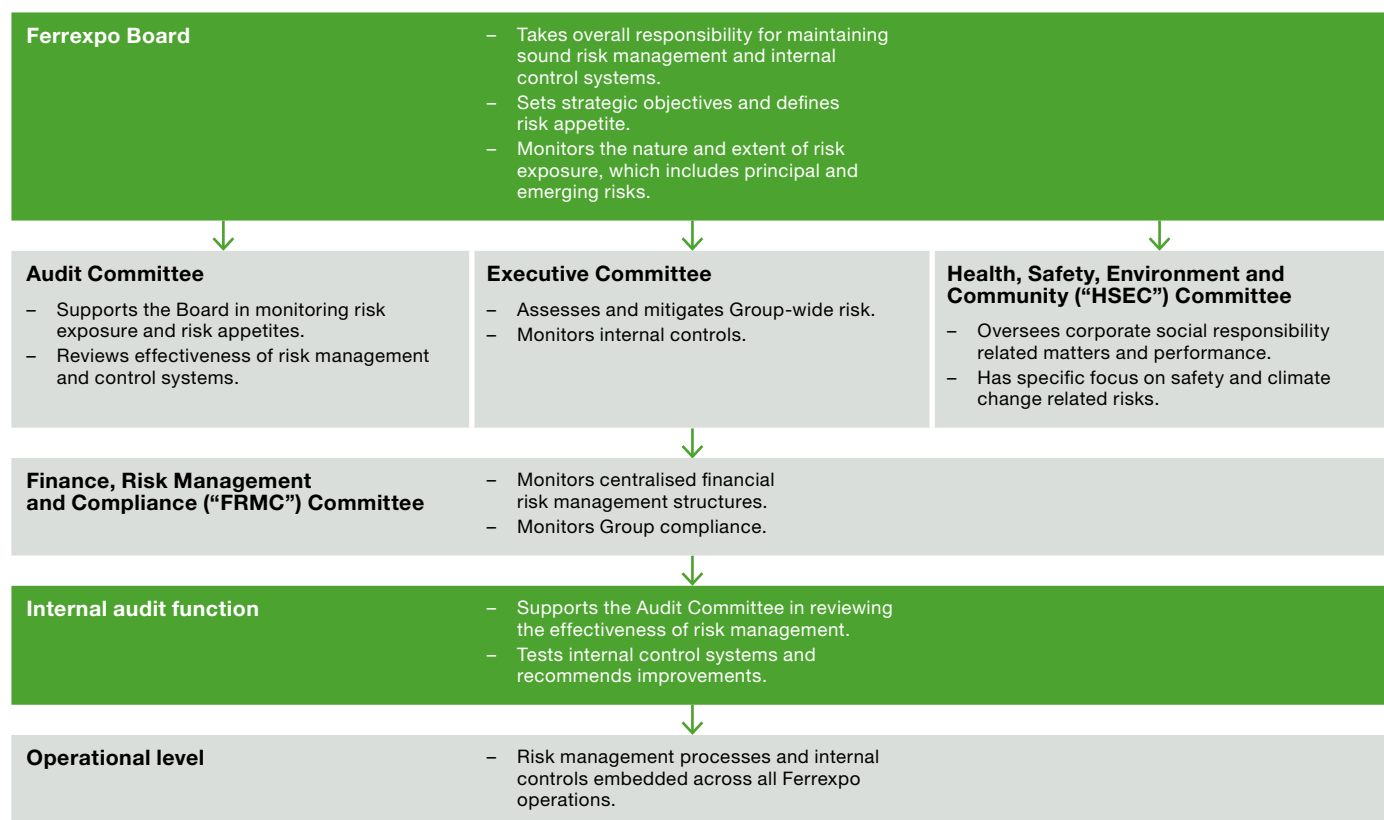 Ferrexpo Board
– Takes overall responsibility for maintaining
sound risk management and internal
control systems.
– Sets strategic objectives and defines
risk appetite.
– Monitors the nature and extent of risk
exposure, which includes principal and
emerging risks.
Audit Committee
– Supports the Board in monitoring risk
exposure and risk appetites.
– Reviews effectiveness of risk management
and control systems.
Executive Committee
– Assesses and mitigates Group-wide risk.
– Monitors internal controls.
Health, Safety, Environment and
Community (“HSEC”) Committee
– Oversees corporate social responsibility
related matters and performance.
– Has specific focus on safety and climate
change related risks.
Finance, Risk Management
and Compliance (“FRMC”) Committee
– Monitors centralised financial
risk management structures.
– Monitors Group compliance.
Internal audit function
– Supports the Audit Committee in reviewing
the effectiveness of risk management.
– Tests internal control systems and
recommends improvements.
Operational level
– Risk management processes and internal
controls embedded across all Ferrexpo
operations.